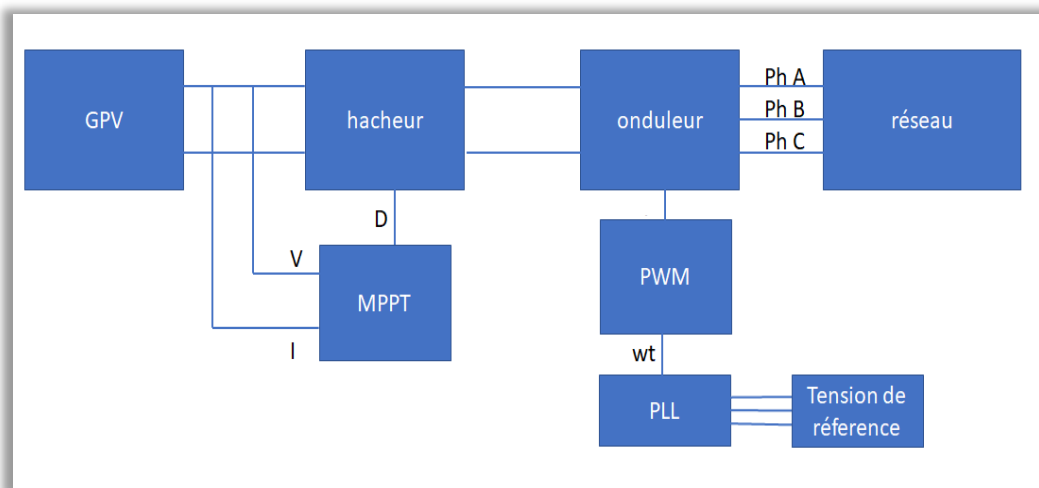 GPV
hacheur
onduleur
Ph A
Ph B
Ph C
réseau
D
V
I
MPPT
PWM
wt
PLL
Tension de
réference